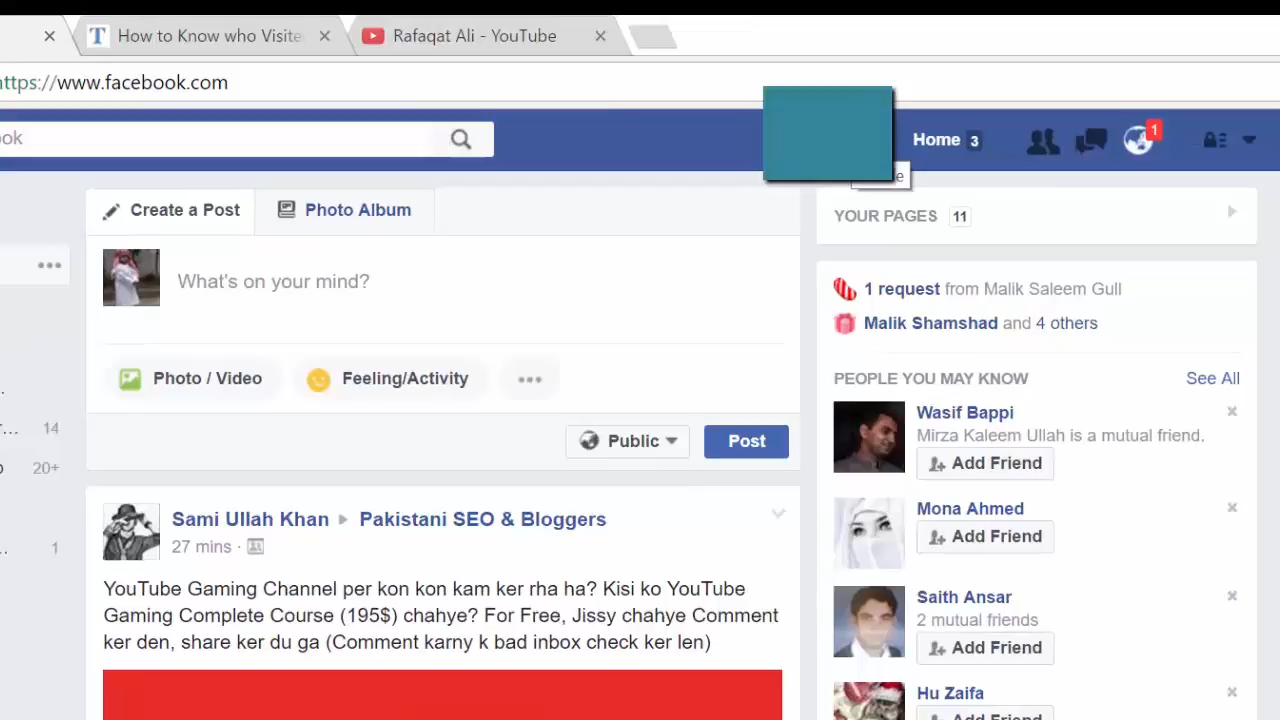 How to Know who Visite
Rafaqat Ali - YouTube
https://www.facebook.com
ook
Home 3
1
e
Create a Post
Photo Album
YOUR PAGES 11
What's on your mind?
1 request from Malik Saleem Gull
Malik Shamshad and 4 others
Photo / Video
Feeling/Activity
PEOPLE YOU MAY KNOW
See All
Wasif Bappi
Mirza Kaleem Ullah is a mutual friend.
Add Friend
14
20+
1
Public
Post
Mona Ahmed
Add Friend
Sami Ullah Khan
Pakistani SEO & Bloggers
27 mins ·
YouTube Gaming Channel per kon kon kam ker rha ha? Kisi ko YouTube
Gaming Complete Course (195$) chahye? For Free, Jissy chahye Comment
ker den, share ker du ga (Comment karny k bad inbox check ker len)
Saith Ansar
2 mutual friends
Add Friend
Hu Zaifa
Add Friend